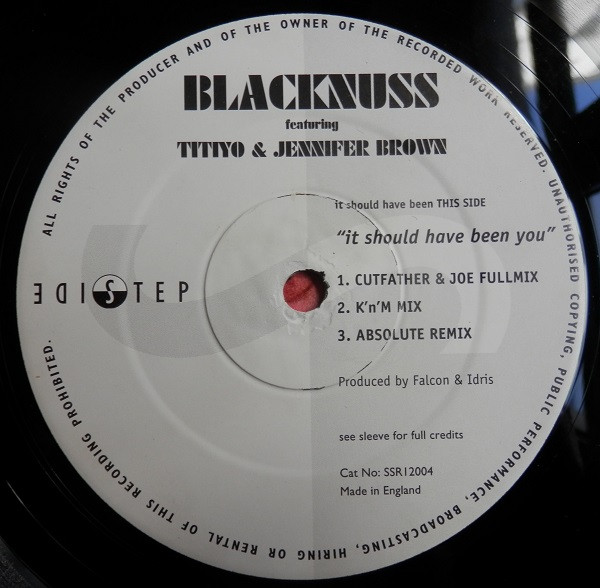 ALL RIGHTS OF THE PRODUCER AND OF THE OWNER OF THE RECORDED WORK RESERVED. UNAUTHORISED COPYING, PUBLIC PERFORMANCE, BROADCASTING, HIRING OR RENTAL OF THIS RECORDING PROHIBITED.
BLACKNUSS
featuring
TITIYO & JENNIFER BROWN
it should have been THIS SIDE
"it should have been you"
SIDE STEP
1. CUTFATHER & JOE FULLMIX
2. K'n'M MIX
3. ABSOLUTE REMIX
Produced by Falcon & Idris
see sleeve for full credits
Cat No: SSR12004
Made in England